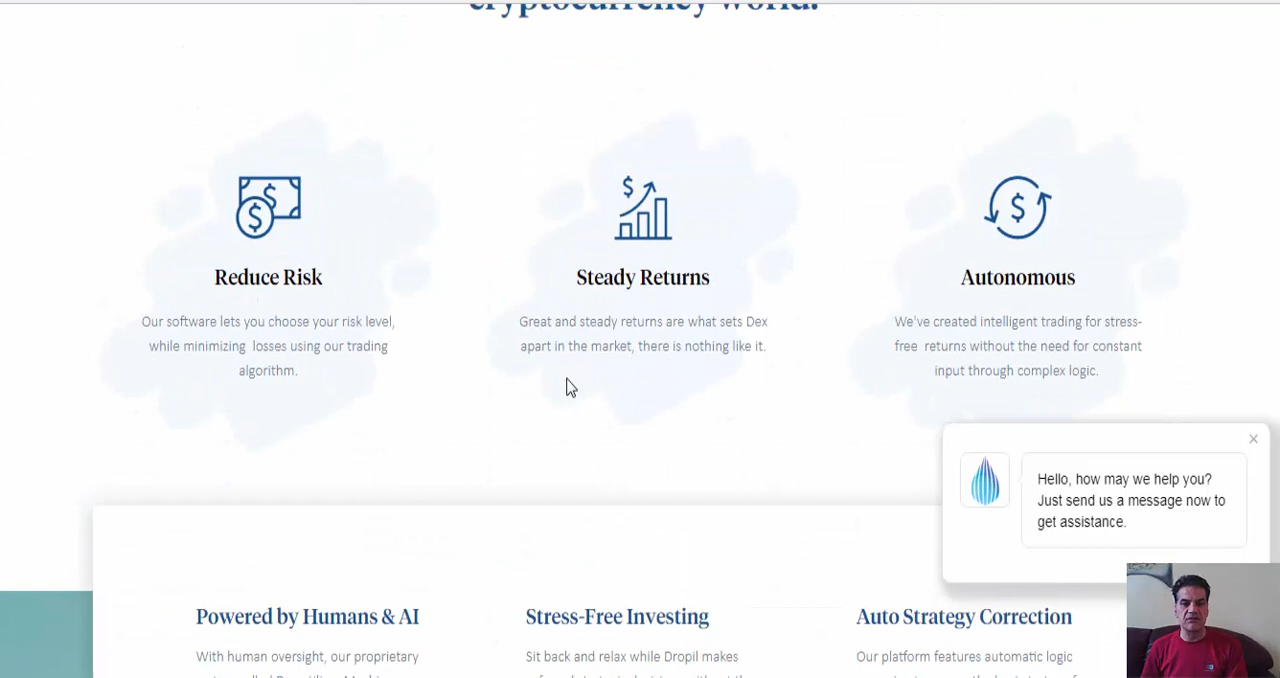 cryptocurrency world.
Reduce Risk
Our software lets you choose your risk level,
while minimizing losses using our trading
algorithm.
Steady Returns
Great and steady returns are what sets Dex
apart in the market, there is nothing like it.
Autonomous
We've created intelligent trading for stress-
free returns without the need for constant
input through complex logic.
Hello, how may we help you?
Just send us a message now to
get assistance.
Powered by Humans & AI
With human oversight, our proprietary
Stress-Free Investing
Sit back and relax while Dropil makes
Auto Strategy Correction
Our platform features automatic logic